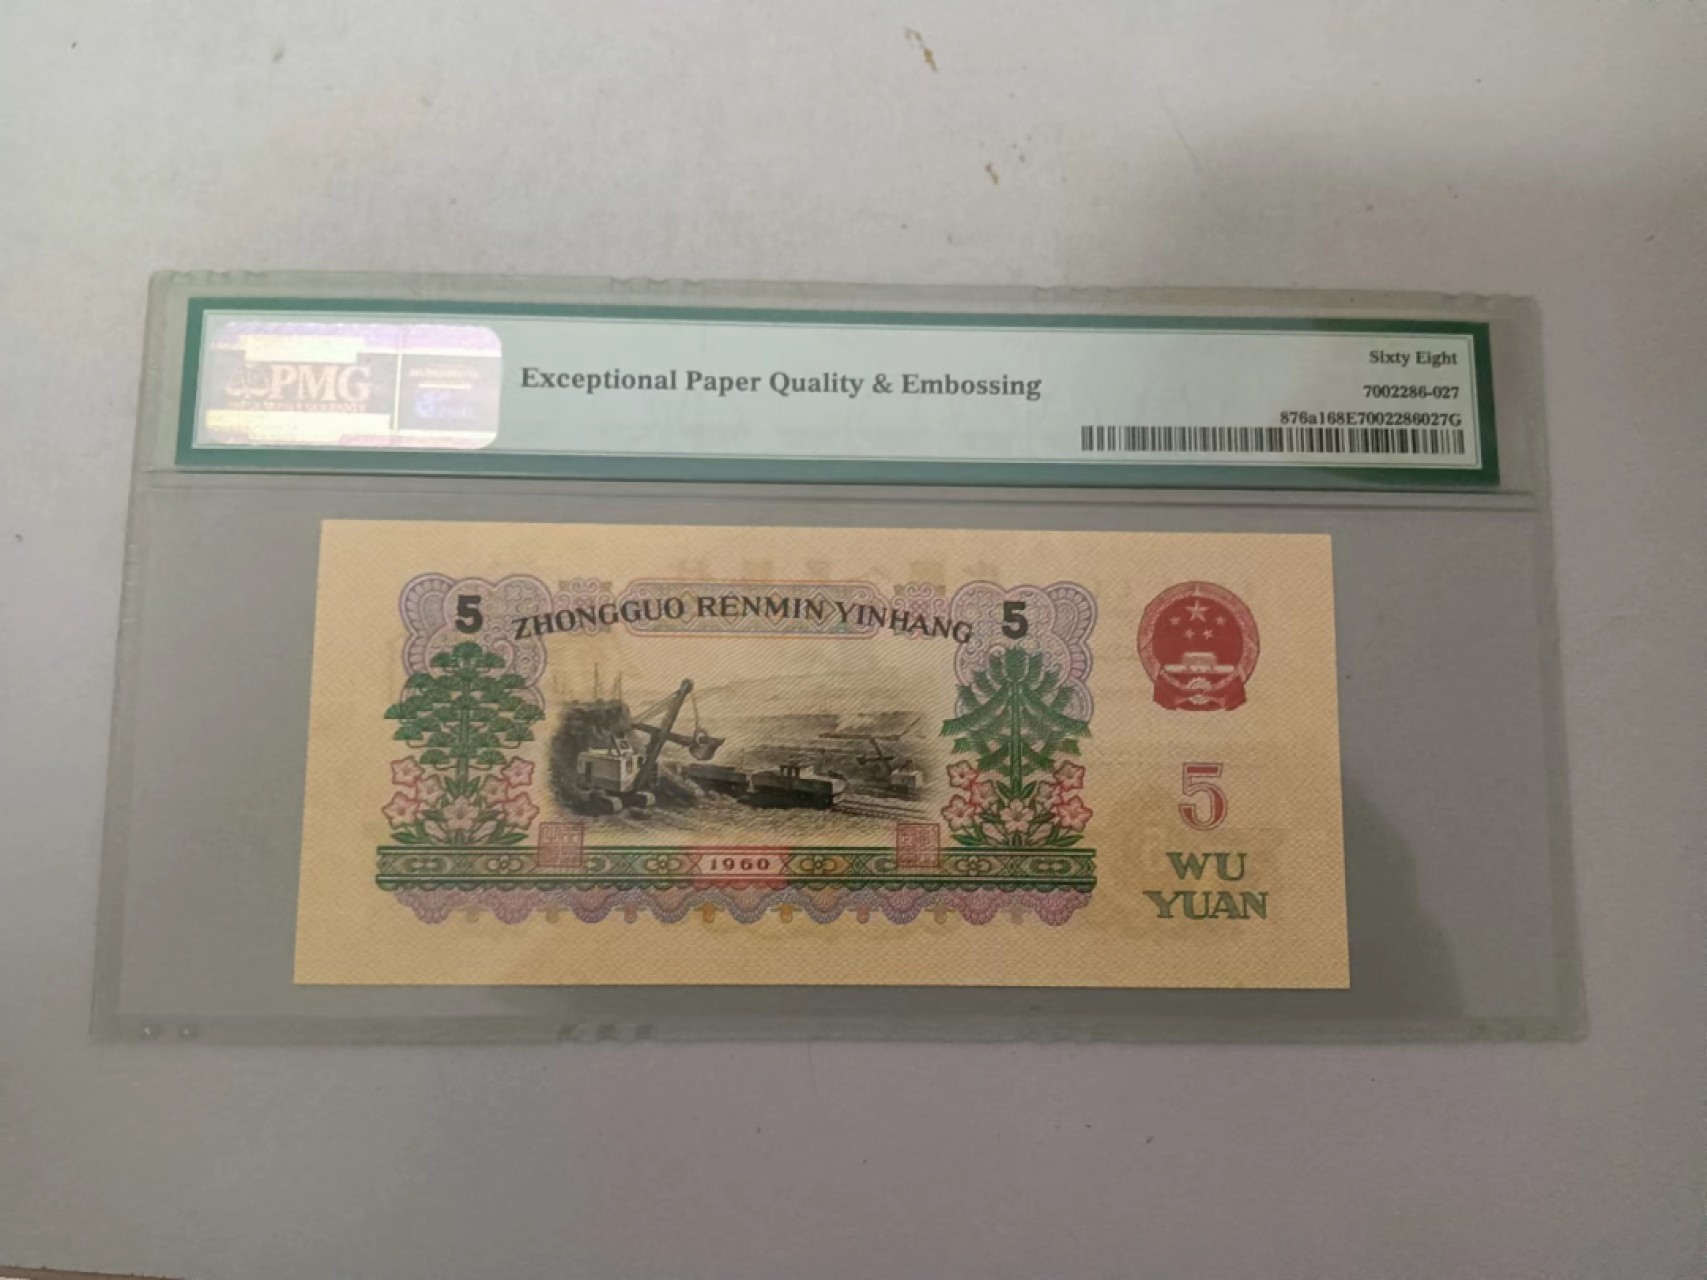 PMG
Exceptional Paper Quality & Embossing
Sixty Eight
7002286-027
876a168E7002286027G
5 ZHONGGUO RENMIN YINHANG 5
5
WU
YUAN
1960